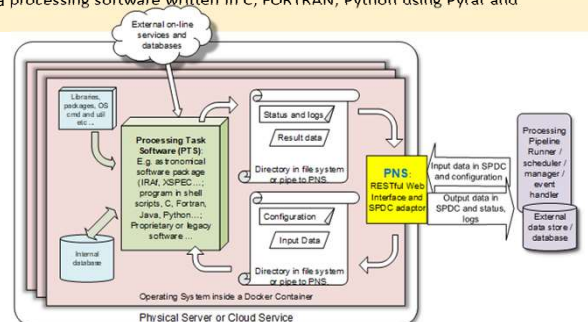 processing software written in C, FORTRAN, Python using Pyraf and
External on-line
services and
databases
Libraries,
packages, OS
cmd and util
etc ...
Processing Task
Software (PTS):
E.g. astronomical
software package
(IRAf, XSPEC...;
program in shell
scripts, C, Fortran,
Java, Python...;
Proprietary or legacy
software ...
Internal
database
Status and logs
Result data
Directory in file system
or pipe to PNS.
Configuration
Input Data
Directory in file system
or pipe to PNS.
PNS:
RESTful Web
Interface and
SPDC adaptor
Input data in SPDC
and configuration
Output data in
SPDC and status,
logs
Processing
Pipeline
Runner /
scheduler /
manager /
event
handler
External
data store /
database
Operating System inside a Docker Container
Physical Server or Cloud Service